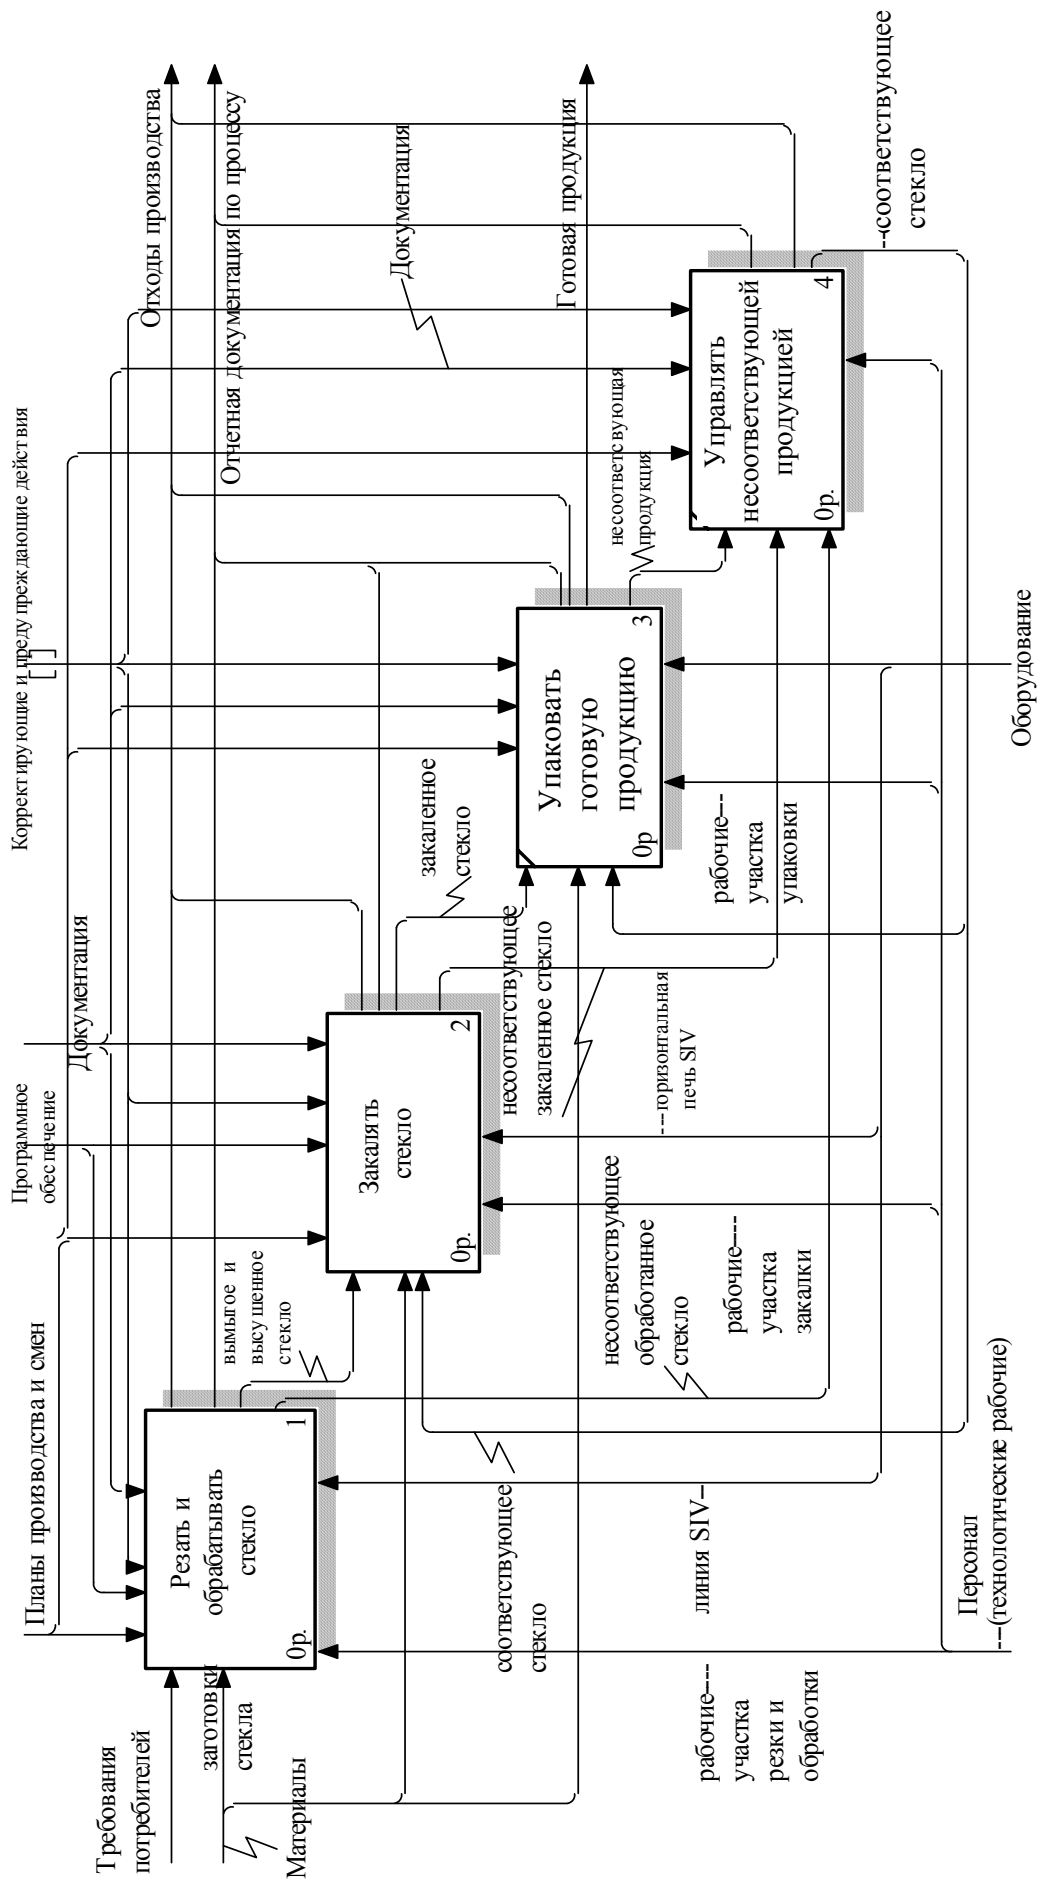 Требования
потребителей
Материалы
заготовки
стекла
Планы производства и смен
Программное
обеспечение
Документация
Корректирующие и предупреждающие действия
Отходы производства
Отчетная документация по процессу
Документация
Готовая продукция
Резать и
обрабатывать
стекло
0р.
1
вымытое и
высушенное
стекло
Закалять
стекло
0р.
2
закаленное
стекло
несоответствующее
закаленное стекло
Упаковать
готовую
продукцию
0р
3
несоответсвующая
продукция
Управлять
несоответствующей
продукцией
0р.
4
соответствующее
стекло
соответствующее
стекло
несоответствующее
обработанное
стекло
горизонтальная
печь SIV
линия SIV
рабочие
участка
резки и
обработки
рабочие
участка
закалки
рабочие
участка
упаковки
Персонал
(технологические рабочие)
Оборудование